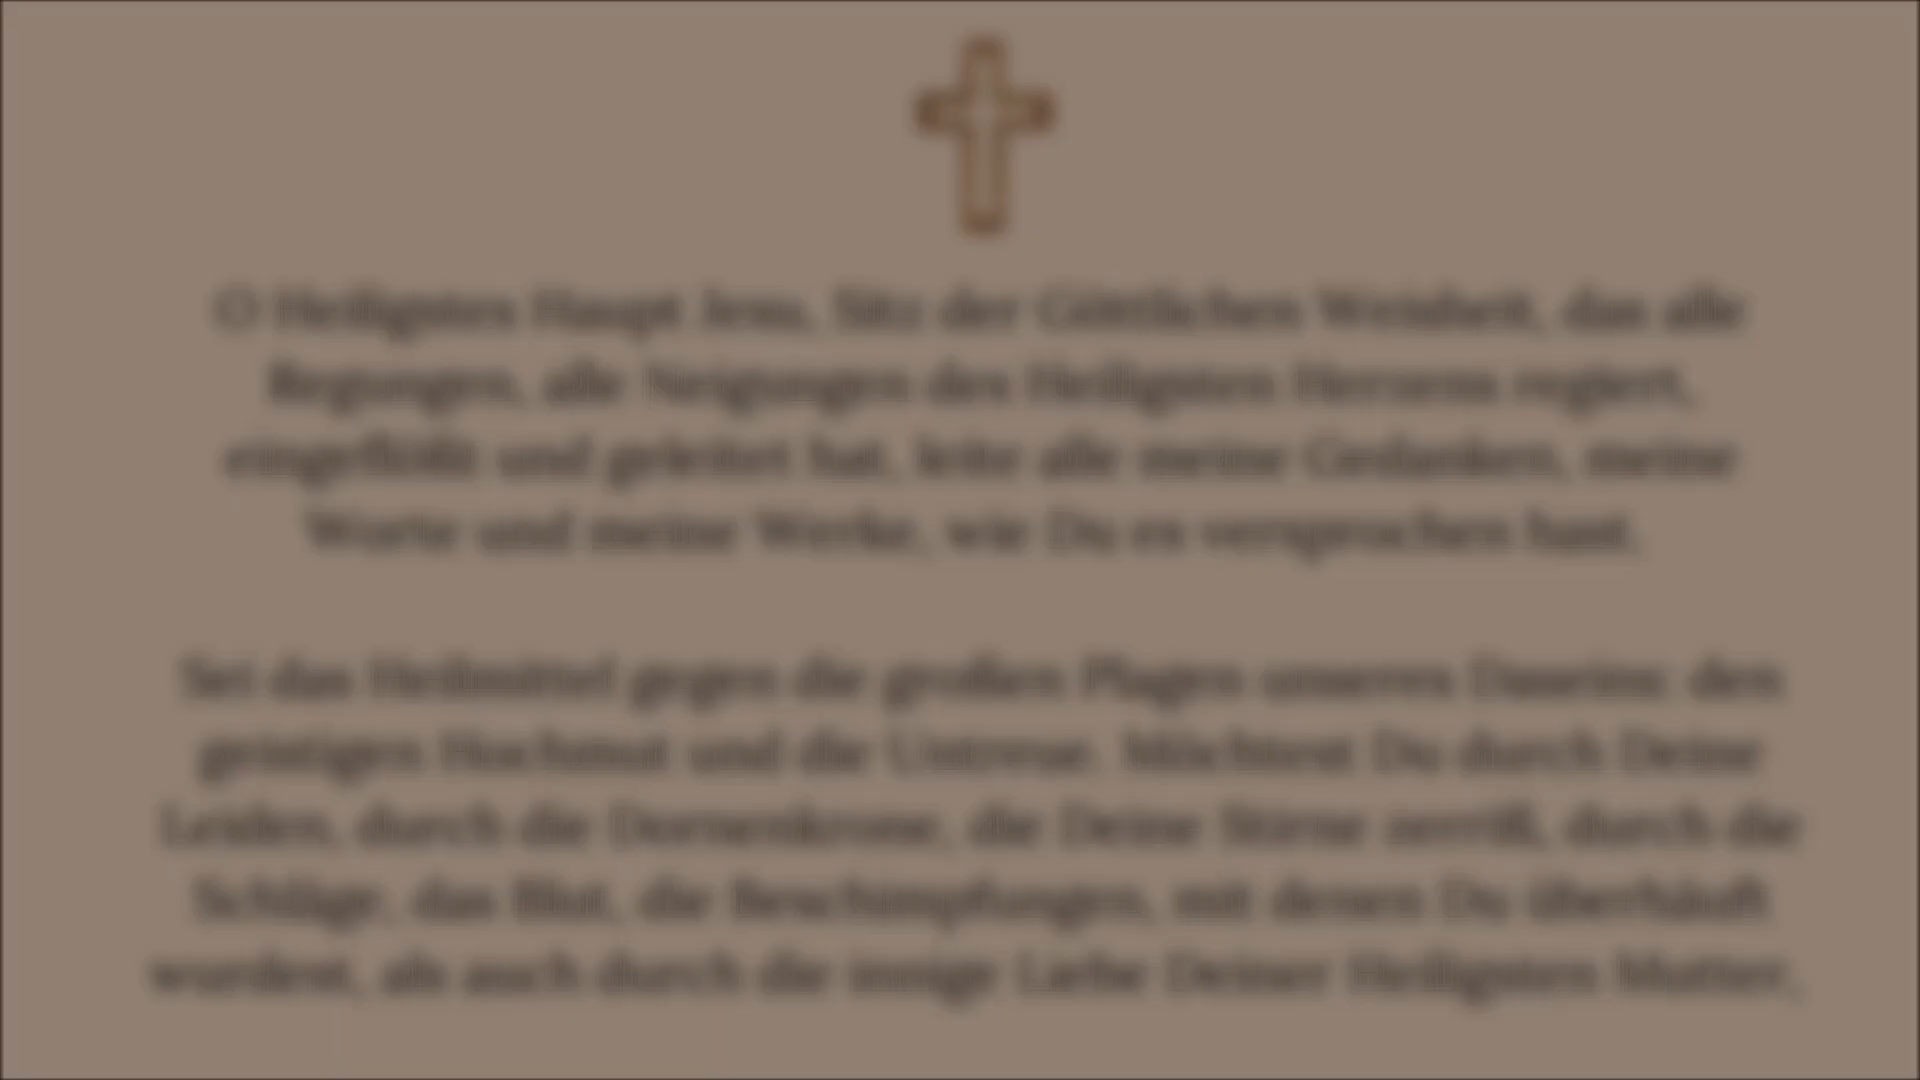 O Heiligstes Haupt Jesu, Sitz der Göttlichen Weisheit, das alle
Regungen, alle Neigungen des Heiligsten Herzens regiert,
eingeflößt und geleitet hat, leite alle meine Gedanken, meine
Worte und meine Werke, wie Du es versprochen hast.
Sei das Heilmittel gegen die großen Plagen unseres Daseins: den
geistigen Hochmut und die Untreue. Möchtest Du durch Deine
Leiden, durch die Dornenkrone, die Deine Stirne zerriß, durch die
Schläge, das Blut, die Beschimpfungen, mit denen Du überhäuft
wurdest, als auch durch die innige Liebe Deiner Heiligsten Mutter,